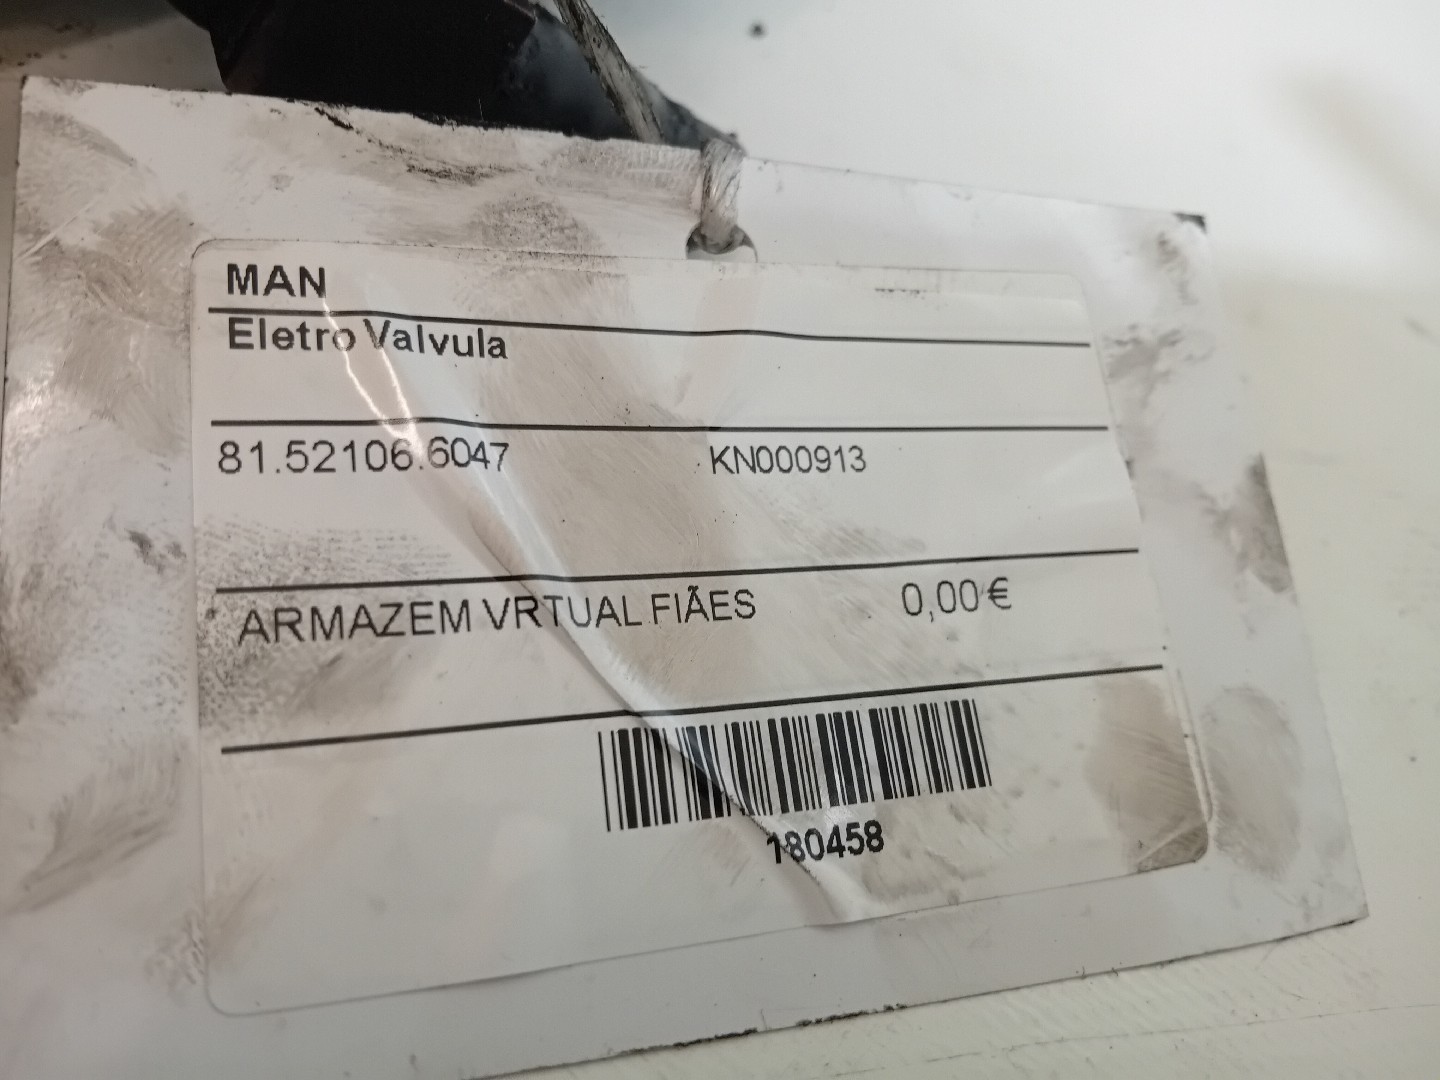 MAN
Eletro Valvula
81.52106.6047 KN000913
ARMAZEM VRTUAL FIÃES 0,00€
180458